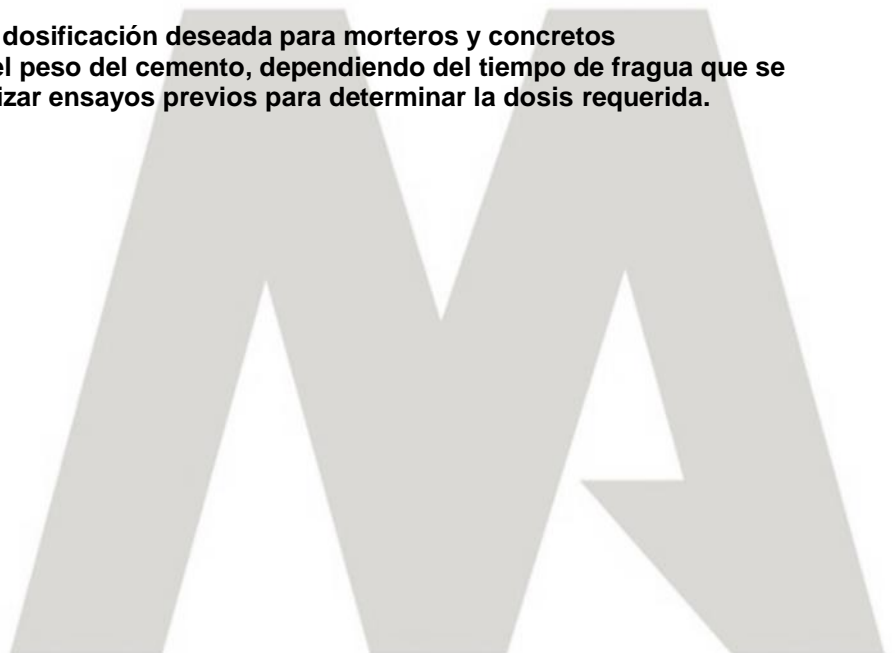 dosificación deseada para morteros y concretos
el peso del cemento, dependiendo del tiempo de fragua que se
izar ensayos previos para determinar la dosis requerida.